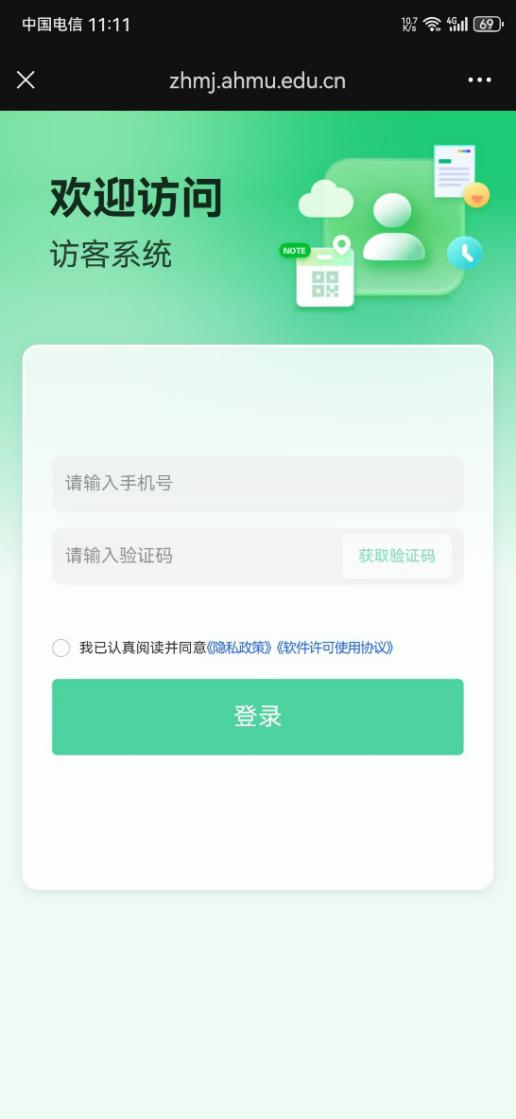 中国电信 11:11
10.7 K/s 4G 69
zhmj.ahmu.edu.cn
欢迎访问
访客系统
NOTE
请输入手机号
请输入验证码 获取验证码
我已认真阅读并同意《隐私政策》《软件许可使用协议》
登录